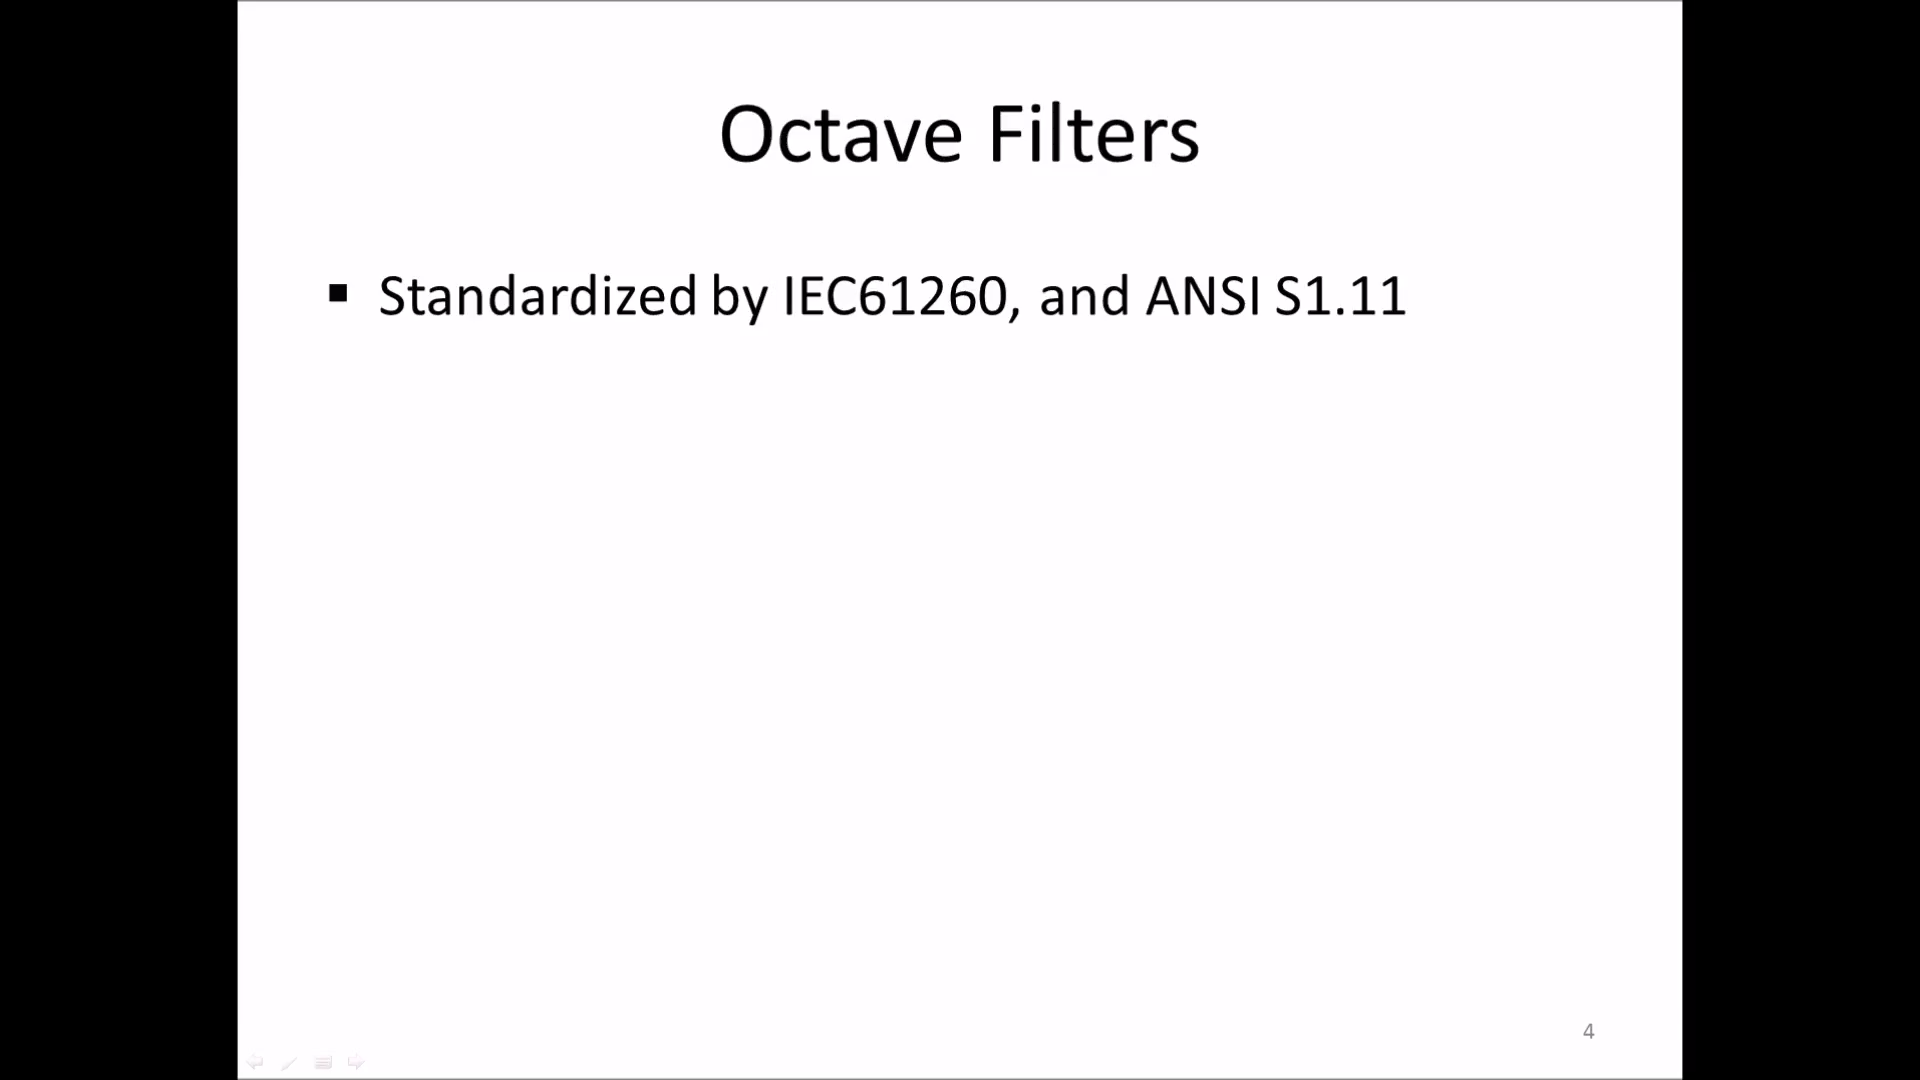 Octave Filters
▪ Standardized by IEC61260, and ANSI S1.11
4